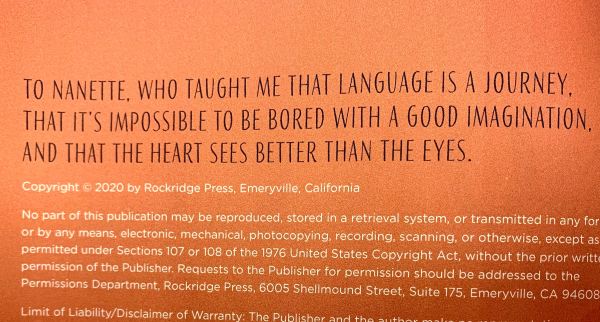 TO NANETTE, WHO TAUGHT ME THAT LANGUAGE IS A JOURNEY,
THAT IT'S IMPOSSIBLE TO BE BORED WITH A GOOD IMAGINATION,
AND THAT THE HEART SEES BETTER THAN THE EYES.
Copyright © 2020 by Rockridge Press, Emeryville, California
No part of this publication may be reproduced, stored in a retrieval system, or transmitted in any for
or by any means, electronic, mechanical, photocopying, recording, scanning, or otherwise, except as
permitted under Sections 107 or 108 of the 1976 United States Copyright Act, without the prior writte
permission of the Publisher. Requests to the Publisher for permission should be addressed to the
Permissions Department, Rockridge Press, 6005 Shellmound Street, Suite 175, Emeryville, CA 94608
Limit of Liability/Disclaimer of Warranty: The Publisher and the author make no